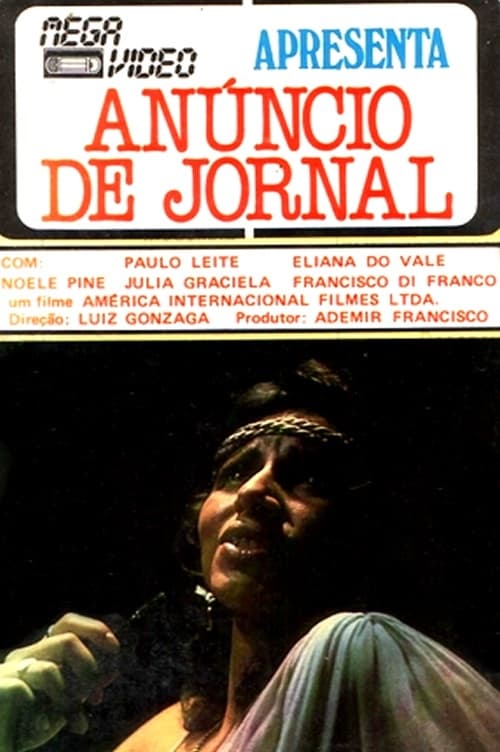 MEGA
VIDEO
APRESENTA
ANÚNCIO
DE JORNAL
COM: PAULO LEITE ELIANA DO VALE
NOELE PINE JULIA GRACIELA FRANCISCO DI FRANCO
um filme AMÉRICA INTERNACIONAL FILMES LTDA.
Direção: LUIZ GONZAGA Produtor: ADEMIR FRANCISCO